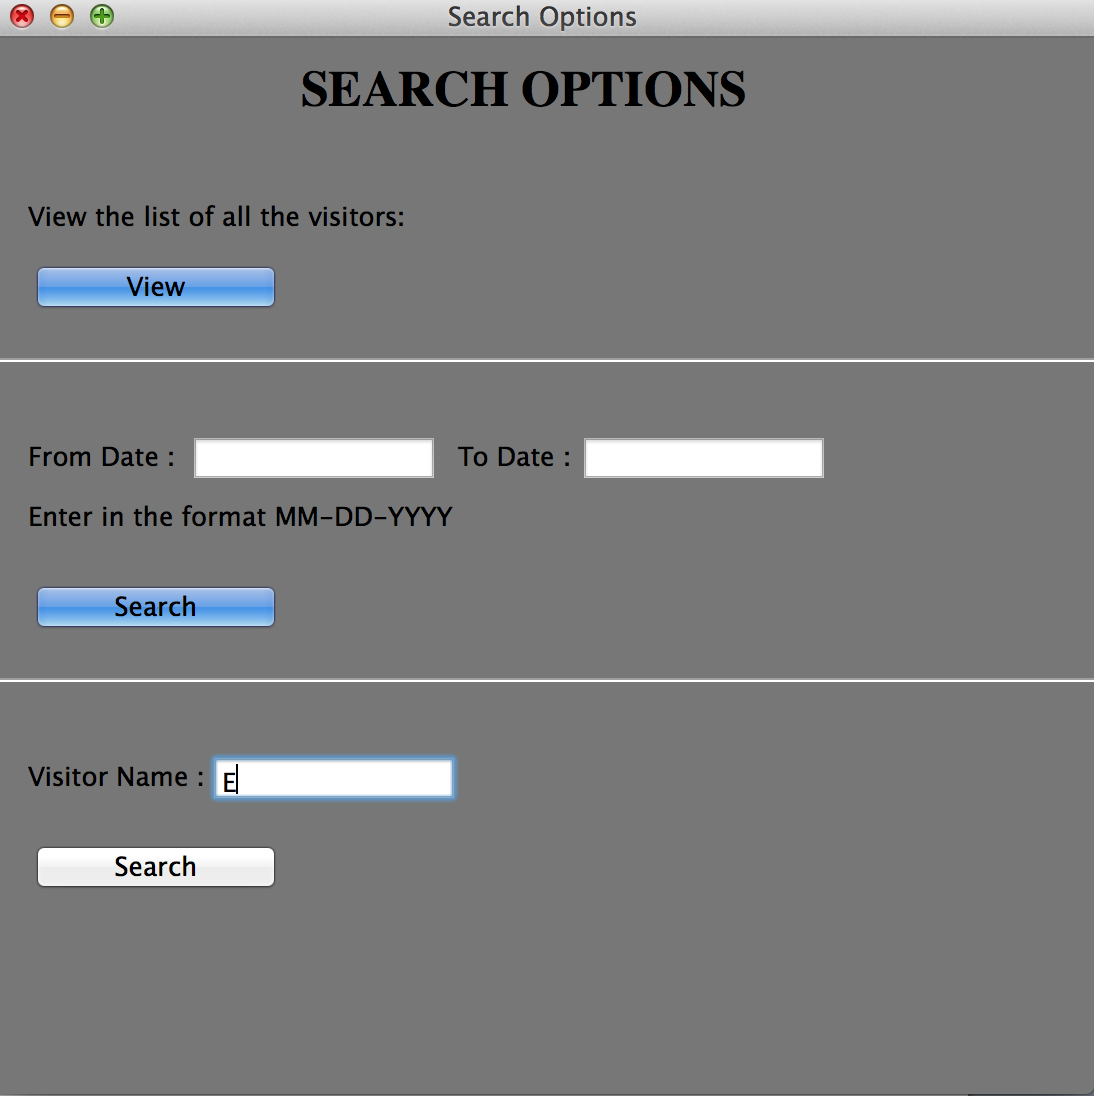 Search Options
SEARCH OPTIONS
View the list of all the visitors:
View
From Date :
To Date :
Enter in the format MM-DD-YYYY
Search
Visitor Name : E
Search